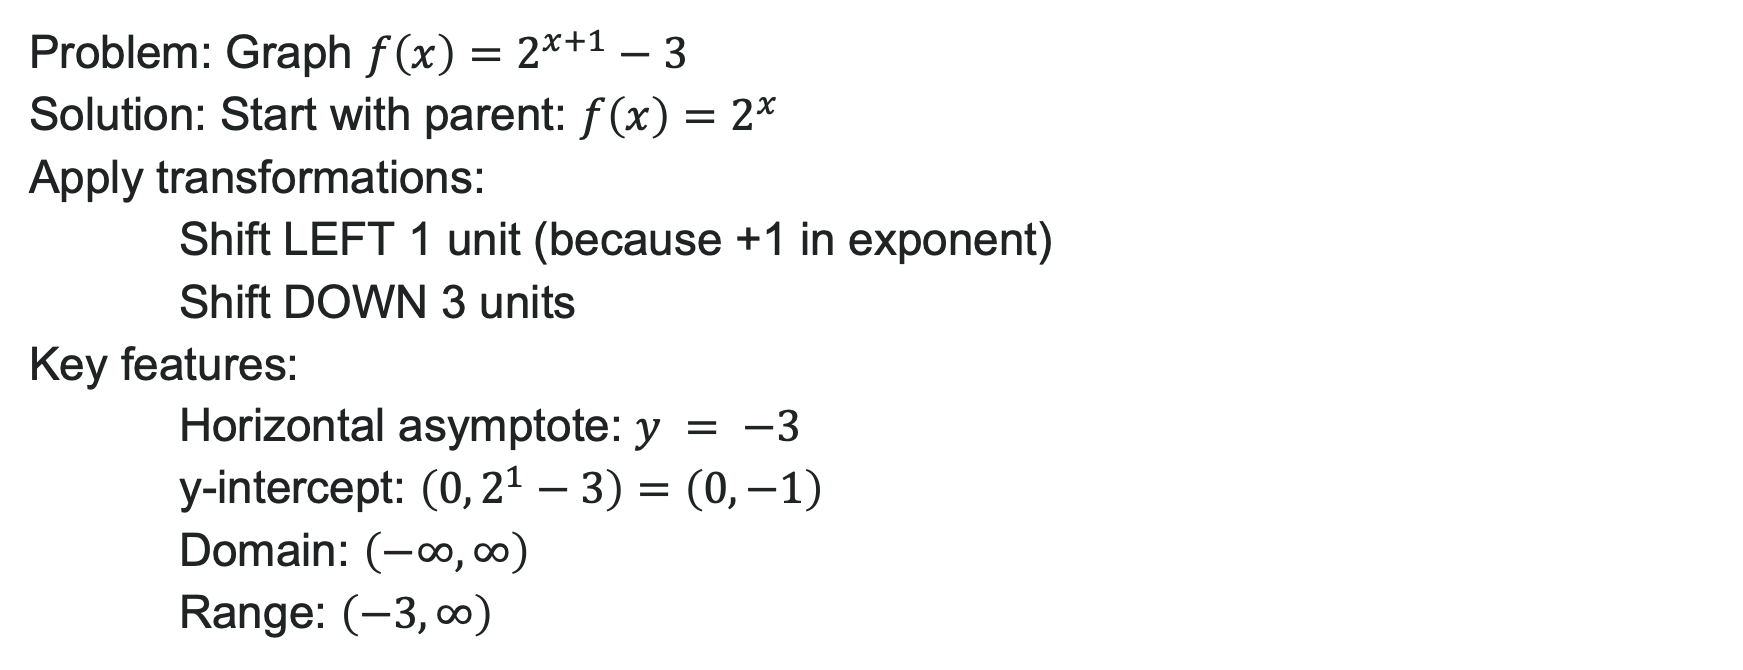 Problem: Graph f(x) = 2^{x+1} − 3
Solution: Start with parent: f(x) = 2^x
Apply transformations:
Shift LEFT 1 unit (because +1 in exponent)
Shift DOWN 3 units
Key features:
Horizontal asymptote: y = −3
y-intercept: (0, 2^1 − 3) = (0, −1)
Domain: (−∞, ∞)
Range: (−3, ∞)